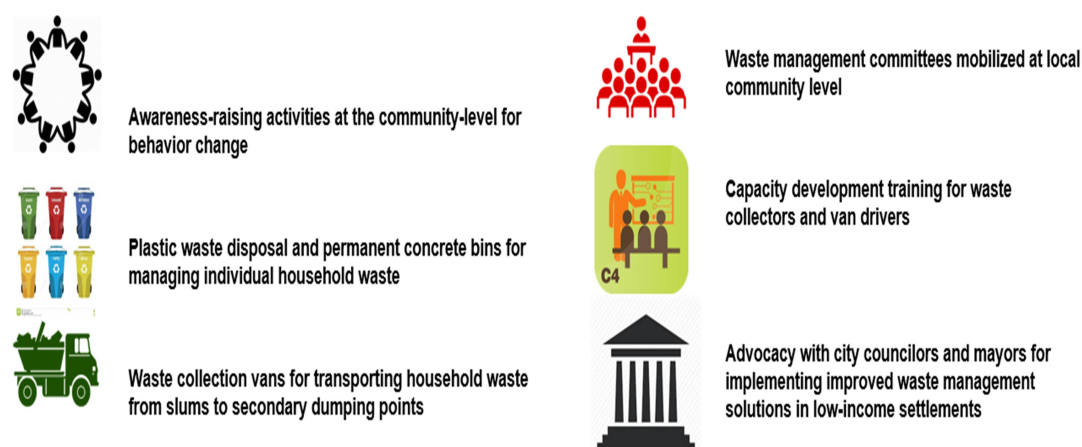 Awareness-raising activities at the community-level for
behavior change
Plastic waste disposal and permanent concrete bins for
managing individual household waste
Waste collection vans for transporting household waste
from slums to secondary dumping points
Waste management committees mobilized at local
community level
C4
Capacity development training for waste
collectors and van drivers
Advocacy with city councilors and mayors for
implementing improved waste management
solutions in low-income settlements